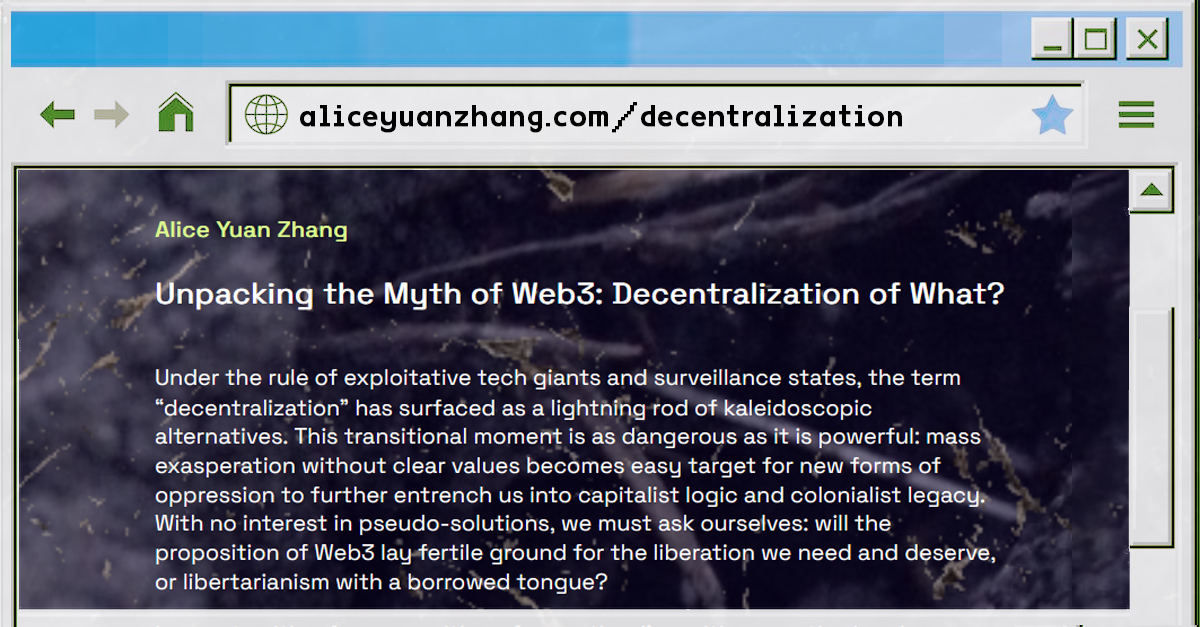 aliceyuanzhang.com/decentralization
Alice Yuan Zhang
Unpacking the Myth of Web3: Decentralization of What?
Under the rule of exploitative tech giants and surveillance states, the term
“decentralization” has surfaced as a lightning rod of kaleidoscopic
alternatives. This transitional moment is as dangerous as it is powerful: mass
exasperation without clear values becomes easy target for new forms of
oppression to further entrench us into capitalist logic and colonialist legacy.
With no interest in pseudo-solutions, we must ask ourselves: will the
proposition of Web3 lay fertile ground for the liberation we need and deserve,
or libertarianism with a borrowed tongue?